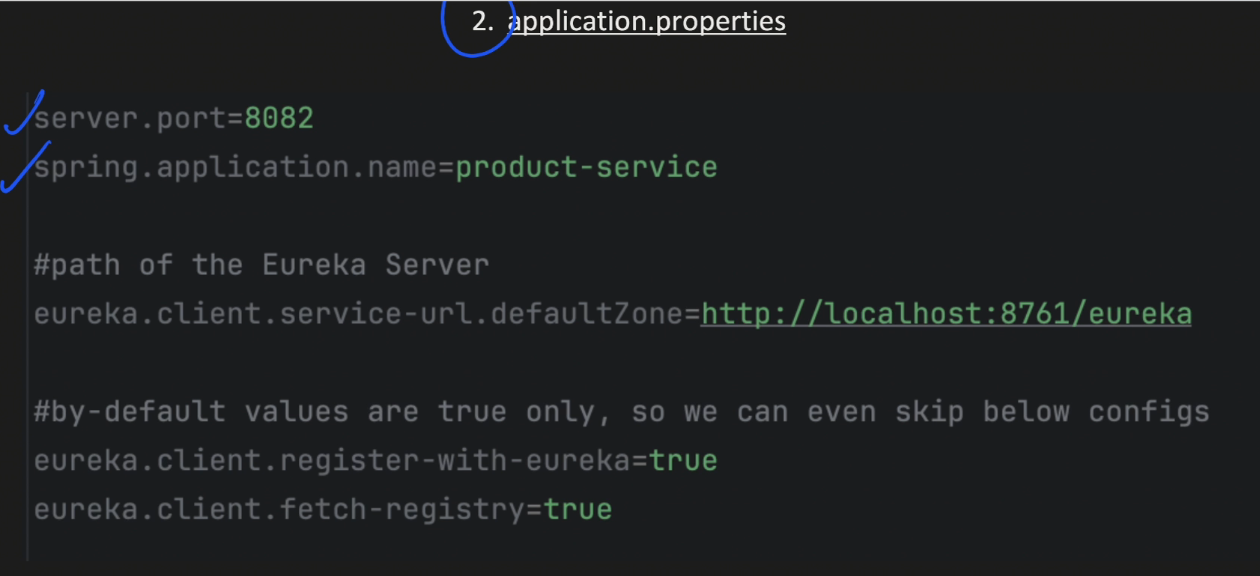 2. application.properties
server.port=8082
spring.application.name=product-service
#path of the Eureka Server
eureka.client.service-url.defaultZone=http://localhost:8761/eureka
#by-default values are true only, so we can even skip below configs
eureka.client.register-with-eureka=true
eureka.client.fetch-registry=true